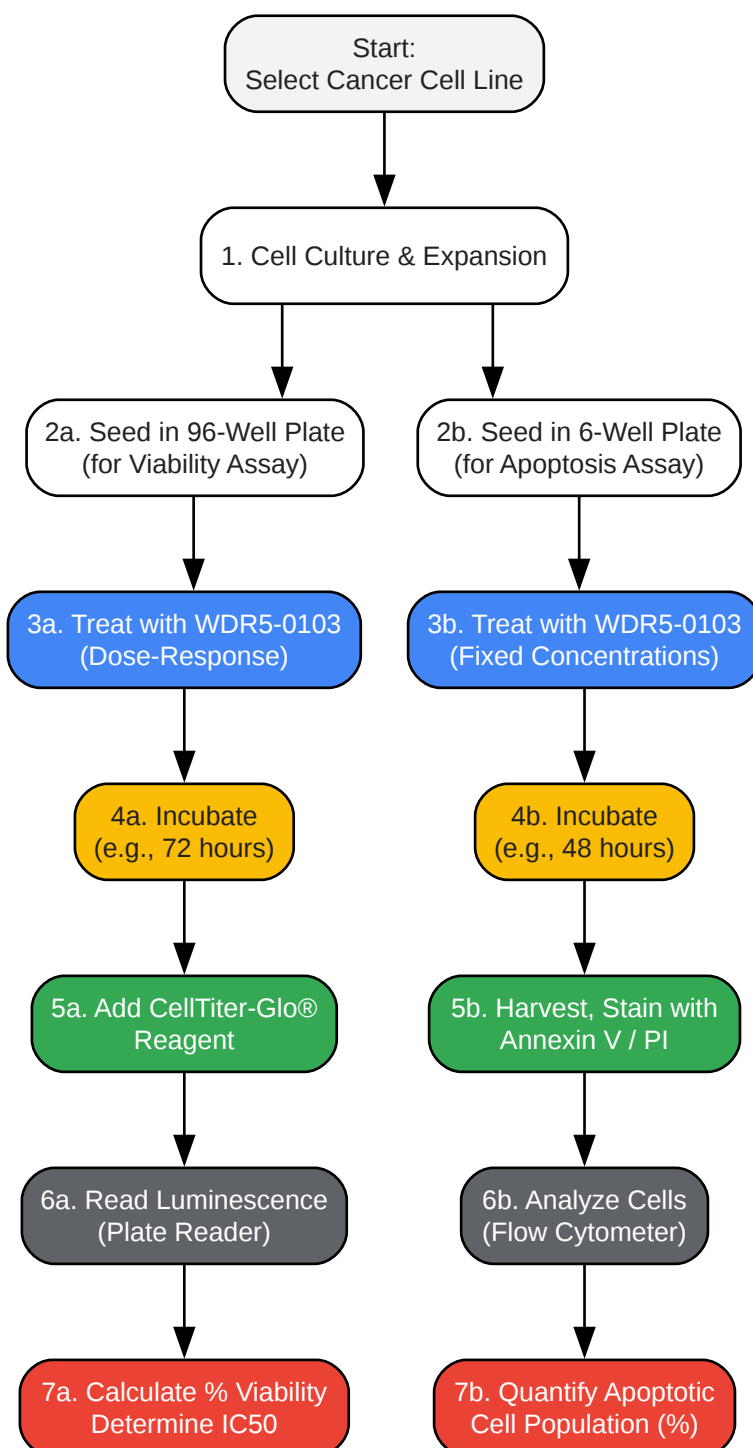 Start:
Select Cancer Cell Line
1. Cell Culture & Expansion
2a. Seed in 96-Well Plate
(for Viability Assay)
2b. Seed in 6-Well Plate
(for Apoptosis Assay)
3a. Treat with WDR5-0103
(Dose-Response)
3b. Treat with WDR5-0103
(Fixed Concentrations)
4a. Incubate
(e.g., 72 hours)
4b. Incubate
(e.g., 48 hours)
5a. Add CellTiter-Glo®
Reagent
5b. Harvest, Stain with
Annexin V / PI
6a. Read Luminescence
(Plate Reader)
6b. Analyze Cells
(Flow Cytometer)
7a. Calculate % Viability
Determine IC50
7b. Quantify Apoptotic
Cell Population (%)